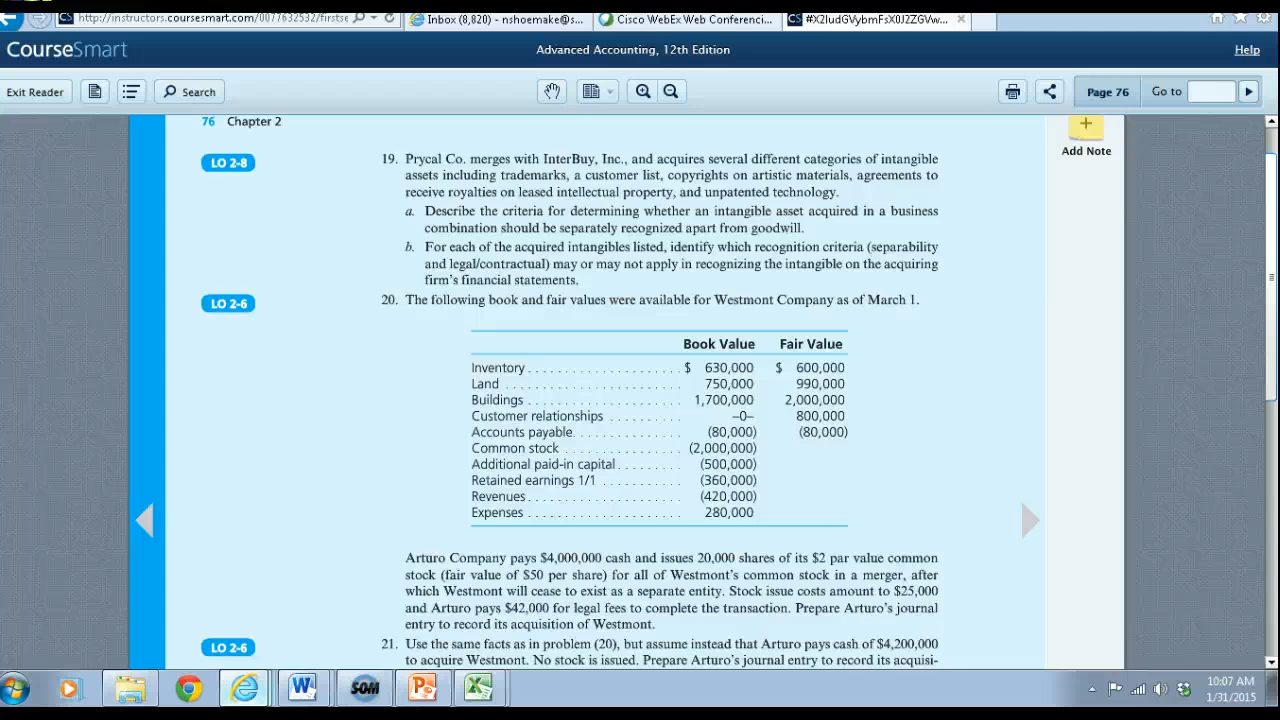 http://instructors.coursesmart.com/0077632532/firstse
Inbox (8,820) - nshoemake@s...
Cisco WebEx Web Conferenci...
CS #X2ludGVybmFsX0J2ZGVw...
CourseSmart
Advanced Accounting, 12th Edition
Help
Exit Reader
Search
Page 76
Go to
Add Note
76 Chapter 2
LO 2-8
19. Prycal Co. merges with InterBuy, Inc., and acquires several different categories of intangible
assets including trademarks, a customer list, copyrights on artistic materials, agreements to
receive royalties on leased intellectual property, and unpatented technology.
a. Describe the criteria for determining whether an intangible asset acquired in a business
combination should be separately recognized apart from goodwill.
b. For each of the acquired intangibles listed, identify which recognition criteria (separability
and legal/contractual) may or may not apply in recognizing the intangible on the acquiring
firm's financial statements.
LO 2-6
20. The following book and fair values were available for Westmont Company as of March 1.
Book Value Fair Value
Inventory . . . . . . . . . . . . . . . . . . . . . $ 630,000 $ 600,000
Land . . . . . . . . . . . . . . . . . . . . . . . . 750,000 990,000
Buildings . . . . . . . . . . . . . . . . . . . . . 1,700,000 2,000,000
Customer relationships . . . . . . . . . . –0– 800,000
Accounts payable. . . . . . . . . . . . . . . (80,000) (80,000)
Common stock . . . . . . . . . . . . . . . . (2,000,000)
Additional paid-in capital . . . . . . . . . (500,000)
Retained earnings 1/1 . . . . . . . . . . . (360,000)
Revenues . . . . . . . . . . . . . . . . . . . . . (420,000)
Expenses . . . . . . . . . . . . . . . . . . . . . 280,000
Arturo Company pays $4,000,000 cash and issues 20,000 shares of its $2 par value common
stock (fair value of $50 per share) for all of Westmont's common stock in a merger, after
which Westmont will cease to exist as a separate entity. Stock issue costs amount to $25,000
and Arturo pays $42,000 for legal fees to complete the transaction. Prepare Arturo's journal
entry to record its acquisition of Westmont.
LO 2-6
21. Use the same facts as in problem (20), but assume instead that Arturo pays cash of $4,200,000
to acquire Westmont. No stock is issued. Prepare Arturo's journal entry to record its acquisi-
SOM
10:07 AM
1/31/2015